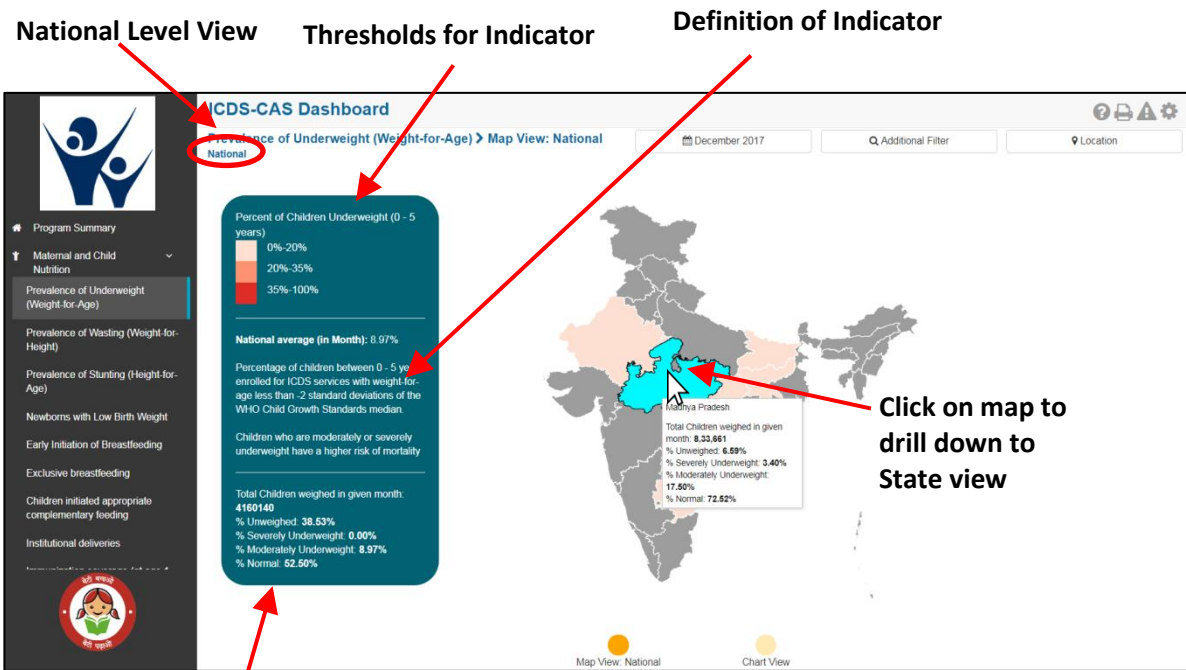 National Level View
Thresholds for Indicator
Definition of Indicator
ICDS-CAS Dashboard
Prevalence of Underweight (Weight-for-Age) > Map View: National
National
December 2017
Additional Filter
Location
Program Summary
Maternal and Child
Nutrition
Prevalence of Underweight
(Weight-for-Age)
Prevalence of Wasting (Weight-for-
Height)
Prevalence of Stunting (Height-for-
Age)
Newborns with Low Birth Weight
Early Initiation of Breastfeeding
Exclusive breastfeeding
Children initiated appropriate
complementary feeding
Institutional deliveries
बेटी बचाओ
बेटी पढ़ाओ
Percent of Children Underweight (0 - 5
years)
0%-20%
20%-35%
35%-100%
National average (in Month): 8.97%
Percentage of children between 0 - 5 ye
enrolled for ICDS services with weight-for-
age less than -2 standard deviations of the
WHO Child Growth Standards median.
Children who are moderately or severely
underweight have a higher risk of mortality
Total Children weighed in given month:
4160140
% Unweighed: 38.53%
% Severely Underweight: 0.00%
% Moderately Underweight: 8.97%
% Normal: 52.50%
Madhya Pradesh
Total Children weighed in given
month: 8,33,661
% Unweighed: 6.59%
% Severely Underweight: 3.40%
% Moderately Underweight:
17.50%
% Normal: 72.52%
Click on map to
drill down to
State view
Map View: National
Chart View